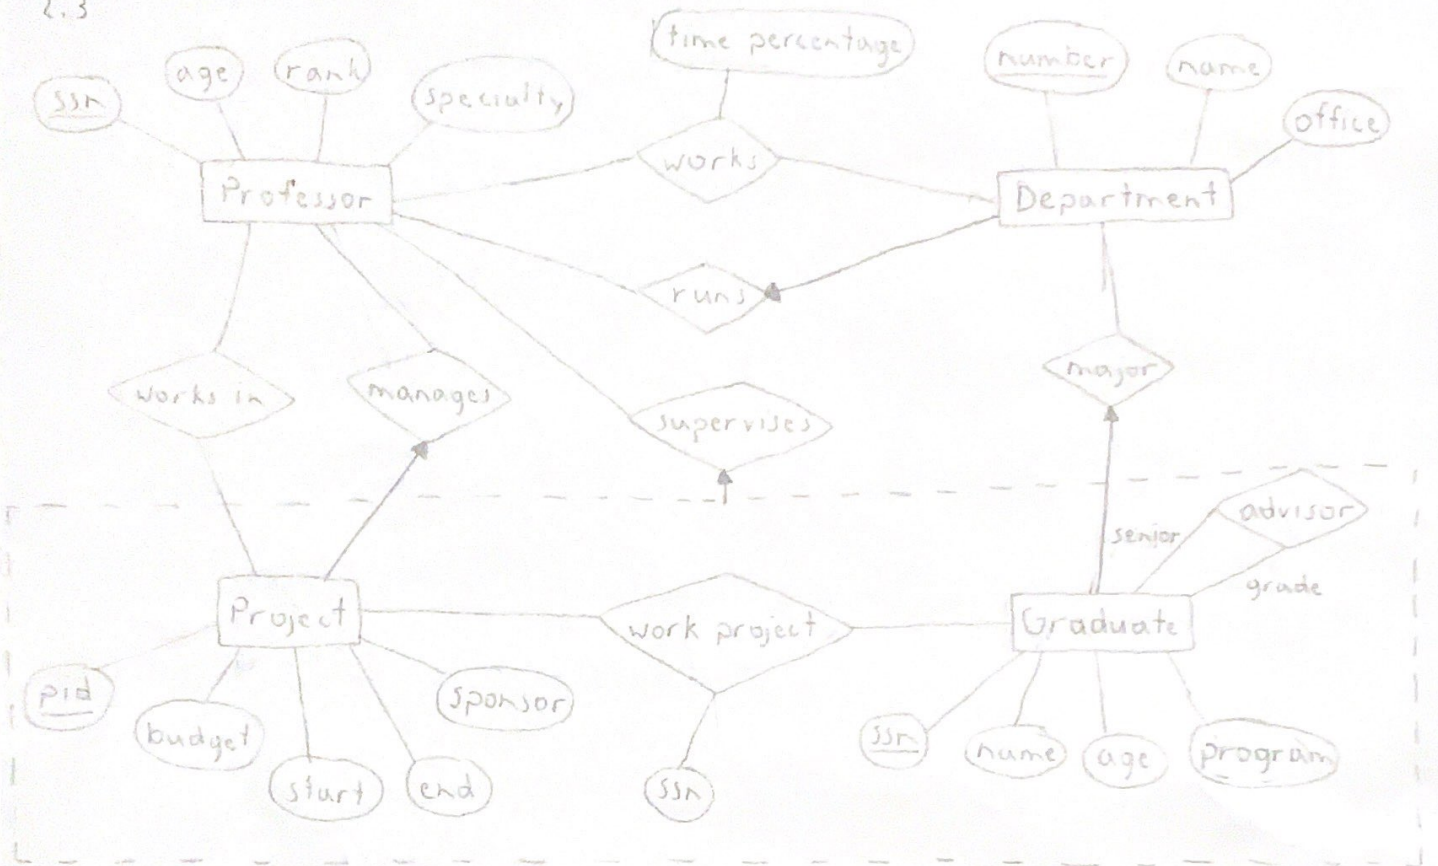 2.3
time percentage
number
name
office
age
rank
specialty
ssn
works
Professor
Department
runs
works in
manages
supervises
major
advisor
senior
grade
Project
work project
Graduate
pid
budget
start
end
sponsor
ssn
ssn
name
age
program